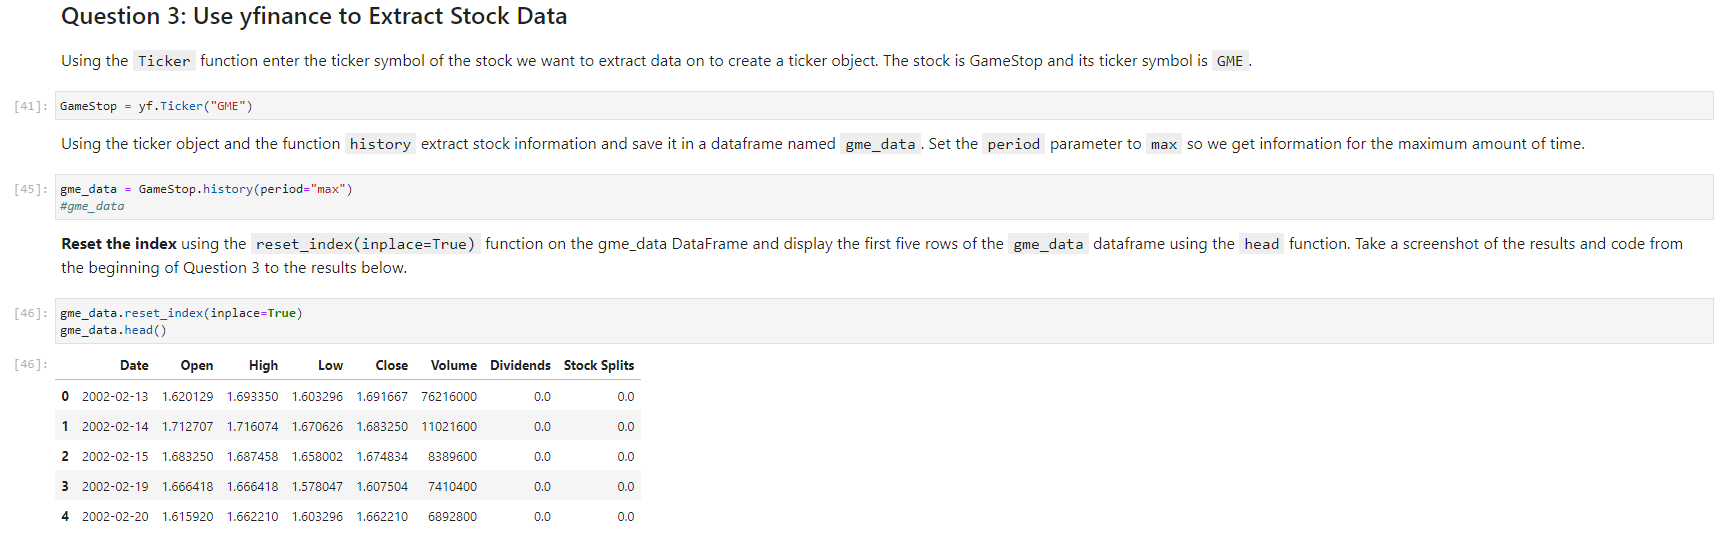 Question 3: Use yfinance to Extract Stock Data
Using the Ticker function enter the ticker symbol of the stock we want to extract data on to create a ticker object. The stock is GameStop and its ticker symbol is GME .
[41]: GameStop = yf.Ticker("GME")
Using the ticker object and the function history extract stock information and save it in a dataframe named gme_data . Set the period parameter to max so we get information for the maximum amount of time.
[45]: gme_data = GameStop.history(period="max")
#gme_data
Reset the index using the reset_index(inplace=True) function on the gme_data DataFrame and display the first five rows of the gme_data dataframe using the head function. Take a screenshot of the results and code from
the beginning of Question 3 to the results below.
[46]: gme_data.reset_index(inplace=True)
gme_data.head()
[46]: Date Open High Low Close Volume Dividends Stock Splits
0 2002-02-13 1.620129 1.693350 1.603296 1.691667 76216000 0.0 0.0
1 2002-02-14 1.712707 1.716074 1.670626 1.683250 11021600 0.0 0.0
2 2002-02-15 1.683250 1.687458 1.658002 1.674834 8389600 0.0 0.0
3 2002-02-19 1.666418 1.666418 1.578047 1.607504 7410400 0.0 0.0
4 2002-02-20 1.615920 1.662210 1.603296 1.662210 6892800 0.0 0.0